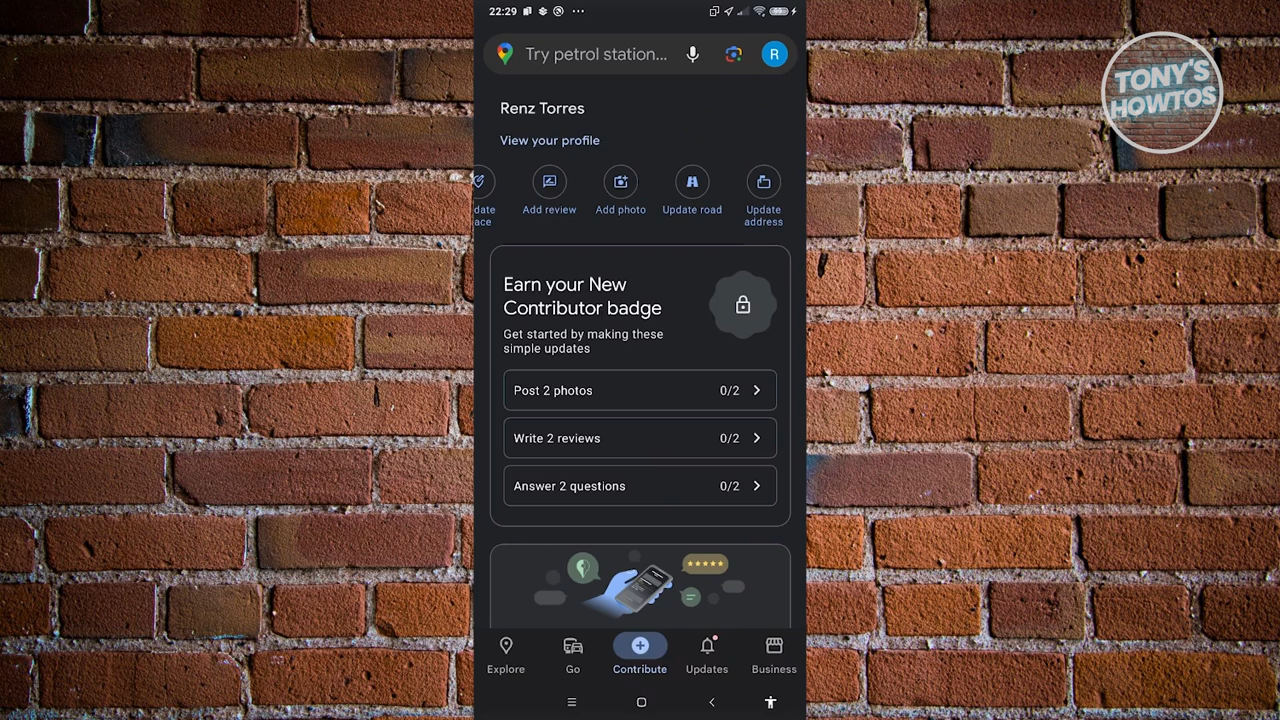 22:29
TONY'S
HOWTOS
Try petrol station...
R
Renz Torres
View your profile
Add review
Add photo
Update road
Update
address
Earn your New
Contributor badge
Get started by making these
simple updates
Post 2 photos 0/2
Write 2 reviews 0/2
Answer 2 questions 0/2
Explore
Go
Contribute
Updates
Business